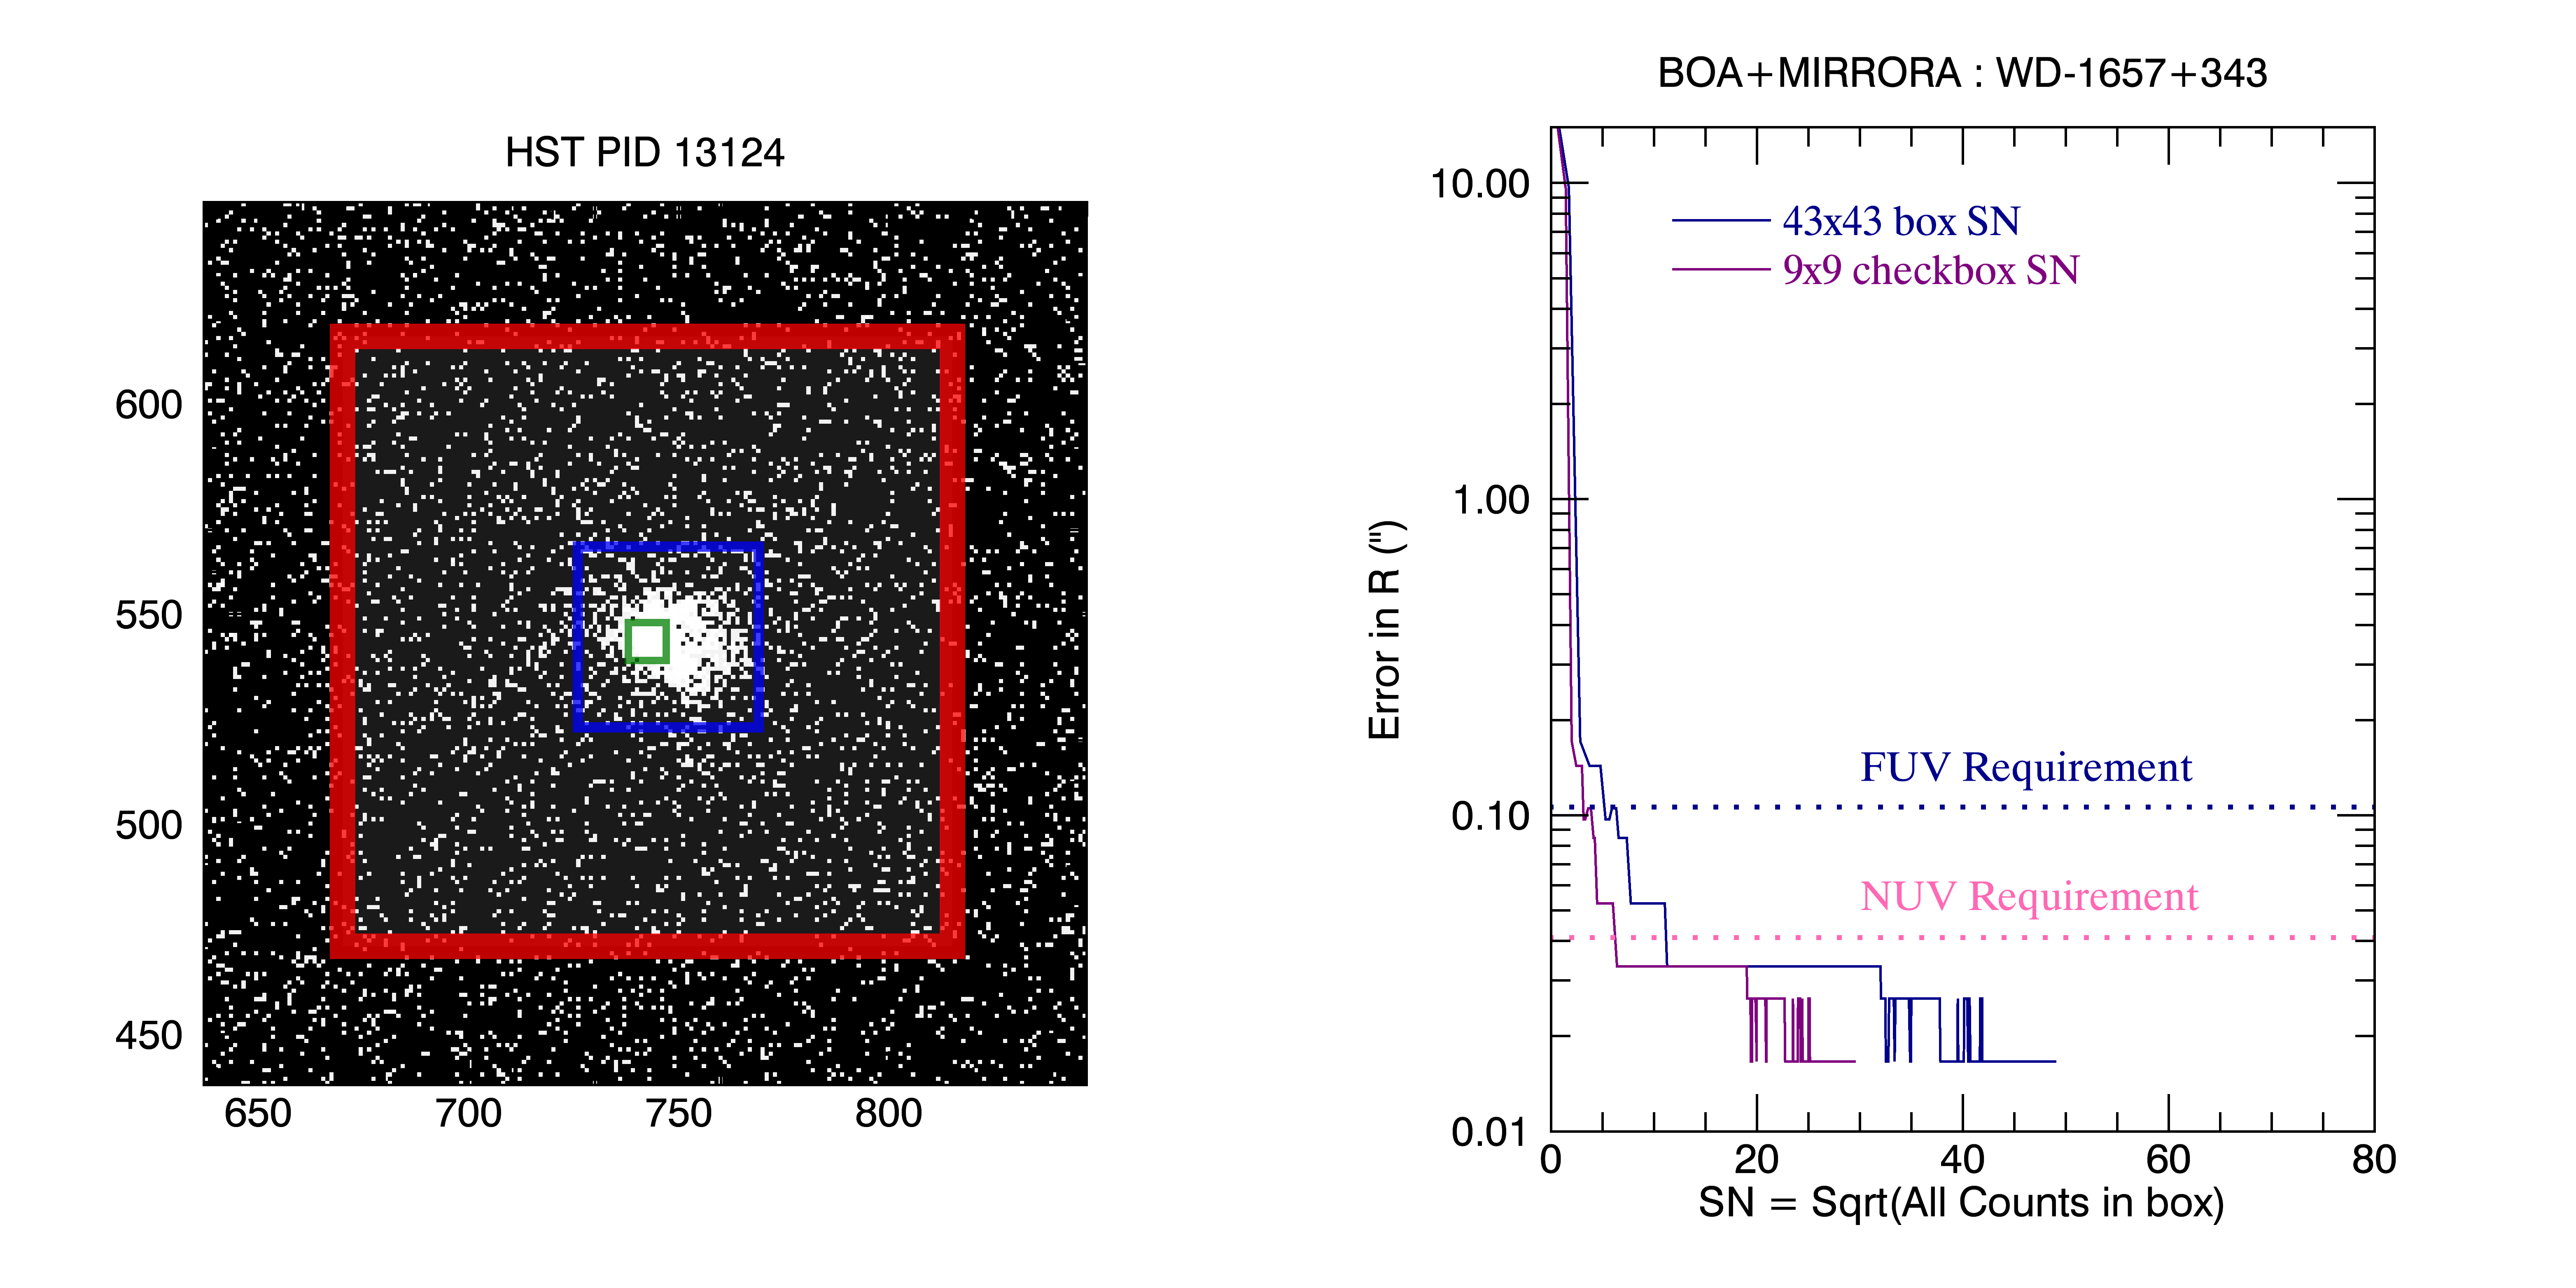 HST PID 13124
600
550
500
450
650 700 750 800
BOA+MIRRORA : WD-1657+343
Error in R (")
10.00
1.00
0.10
0.01
43x43 box SN
9x9 checkbox SN
FUV Requirement
NUV Requirement
0 20 40 60 80
SN = Sqrt(All Counts in box)